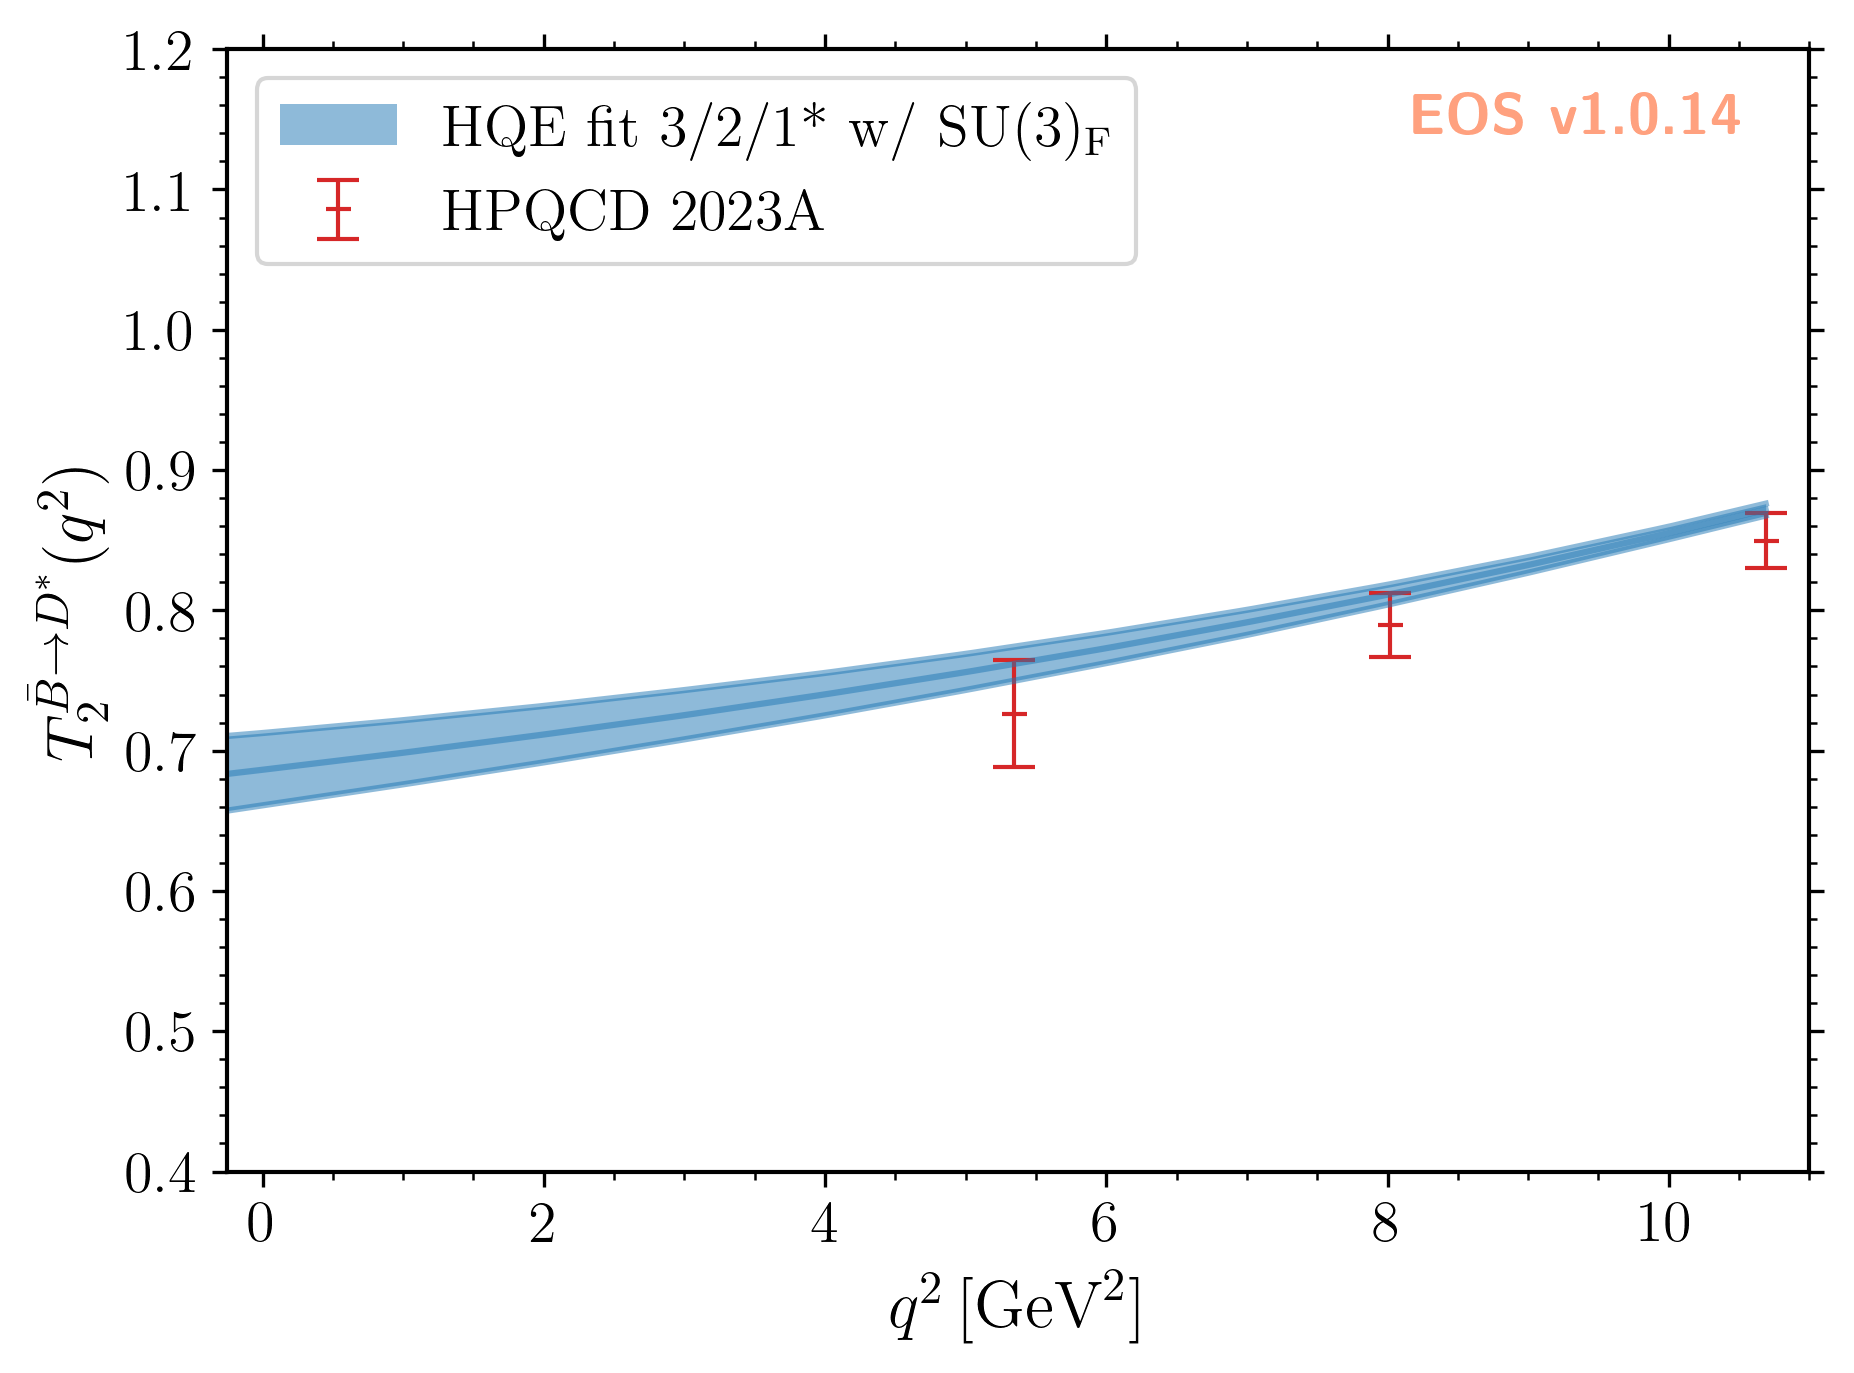 HQE fit 3/2/1* w/ SU(3)F
HPQCD 2023A
EOS v1.0.14
1.2
1.1
1.0
0.9
0.8
0.7
0.6
0.5
0.4
T₂^B̄→D* (q²)
0 2 4 6 8 10
q² [GeV²]